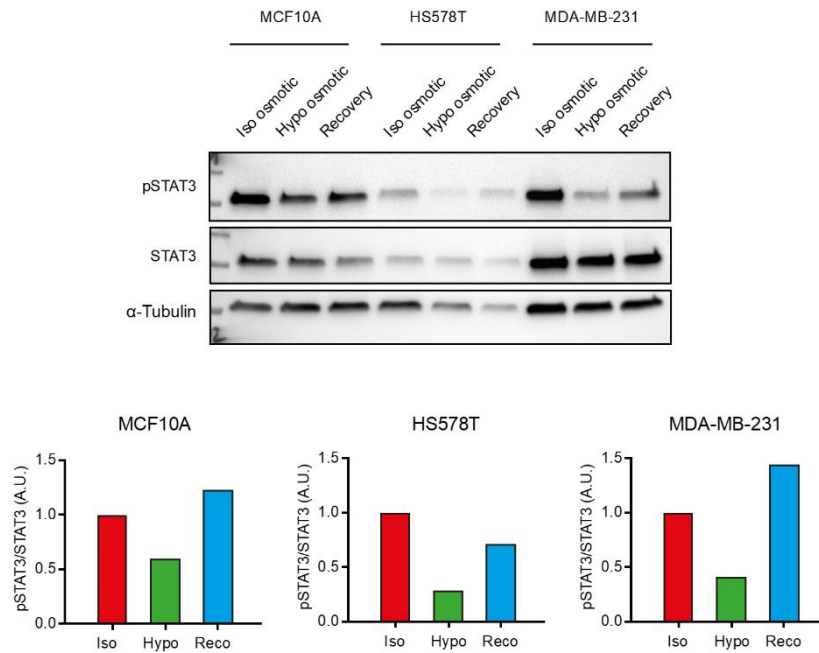 MCF10A HS578T MDA-MB-231
Iso osmotic Hypo osmotic Recovery Iso osmotic Hypo osmotic Recovery Iso osmotic Hypo osmotic Recovery
pSTAT3
STAT3
α-Tubulin
MCF10A HS578T MDA-MB-231
pSTAT3/STAT3 (A.U.) pSTAT3/STAT3 (A.U.) pSTAT3/STAT3 (A.U.)
1.5 1.5 1.5
1.0 1.0 1.0
0.5 0.5 0.5
0.0 0.0 0.0
Iso Hypo Reco Iso Hypo Reco Iso Hypo Reco